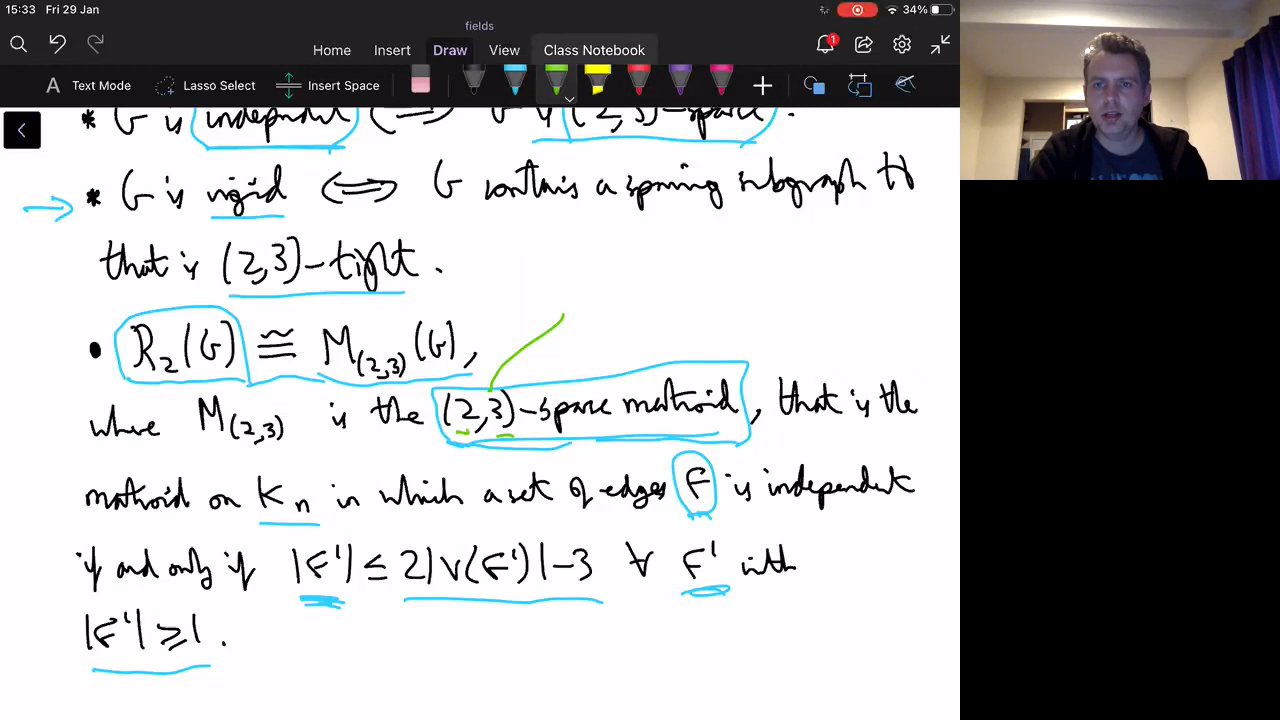 15:33 Fri 29 Jan
34%
fields
Home Insert Draw View Class Notebook
1
A Text Mode Lasso Select Insert Space
* G is independent ⟺ G is (2,3)-sparse.
→ * G is rigid ⟺ G contains a spanning subgraph H
that is (2,3)-tight.
• R₂(G) ≅ M₍₂,₃₎(G),
where M₍₂,₃₎ is the (2,3)-sparse matroid, that is the
matroid on Kₙ in which a set of edges F is independent
if and only if |F'| ≤ 2|V(F')|-3 ∀ F' with
|F'| ≥ 1.